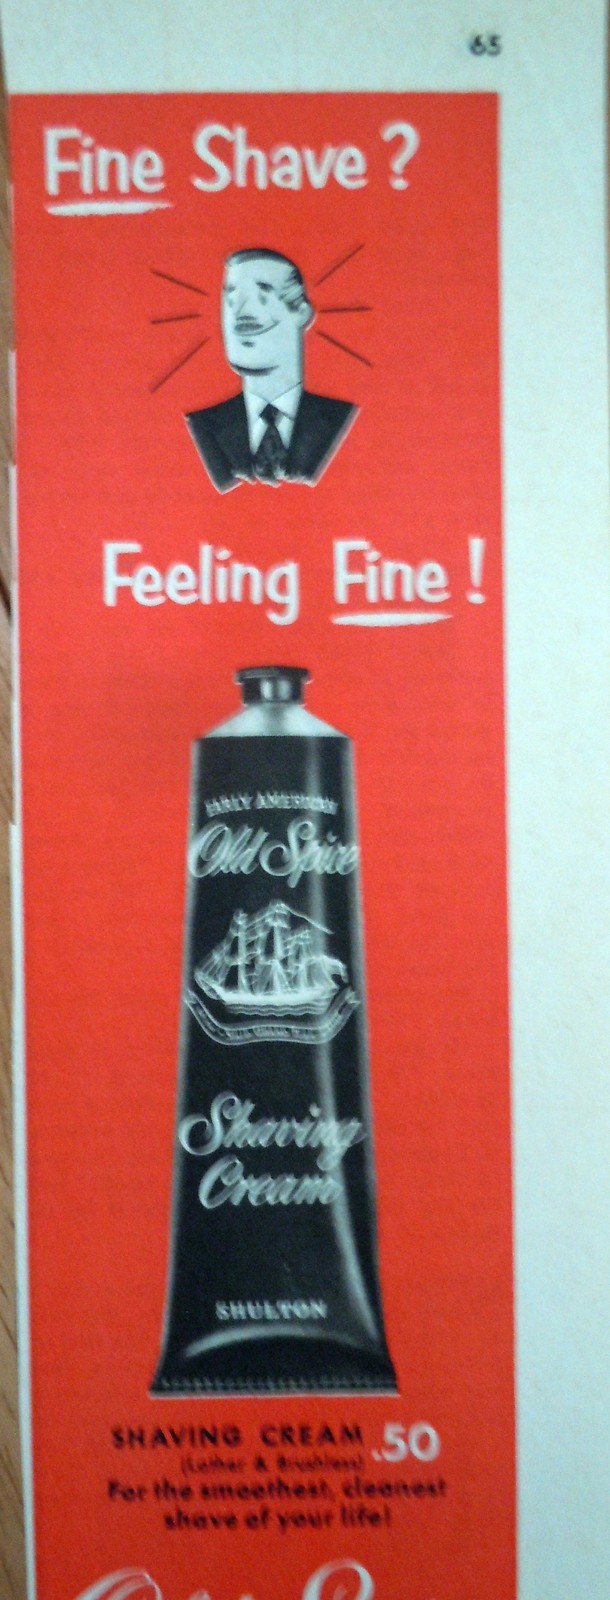 65
Fine Shave?
Feeling Fine!
EARLY AMERICAN
Old Spice
Shaving
Cream
SHULTON
SHAVING CREAM .50
(Lather & Brushless)
For the smoothest, cleanest
shave of your life!